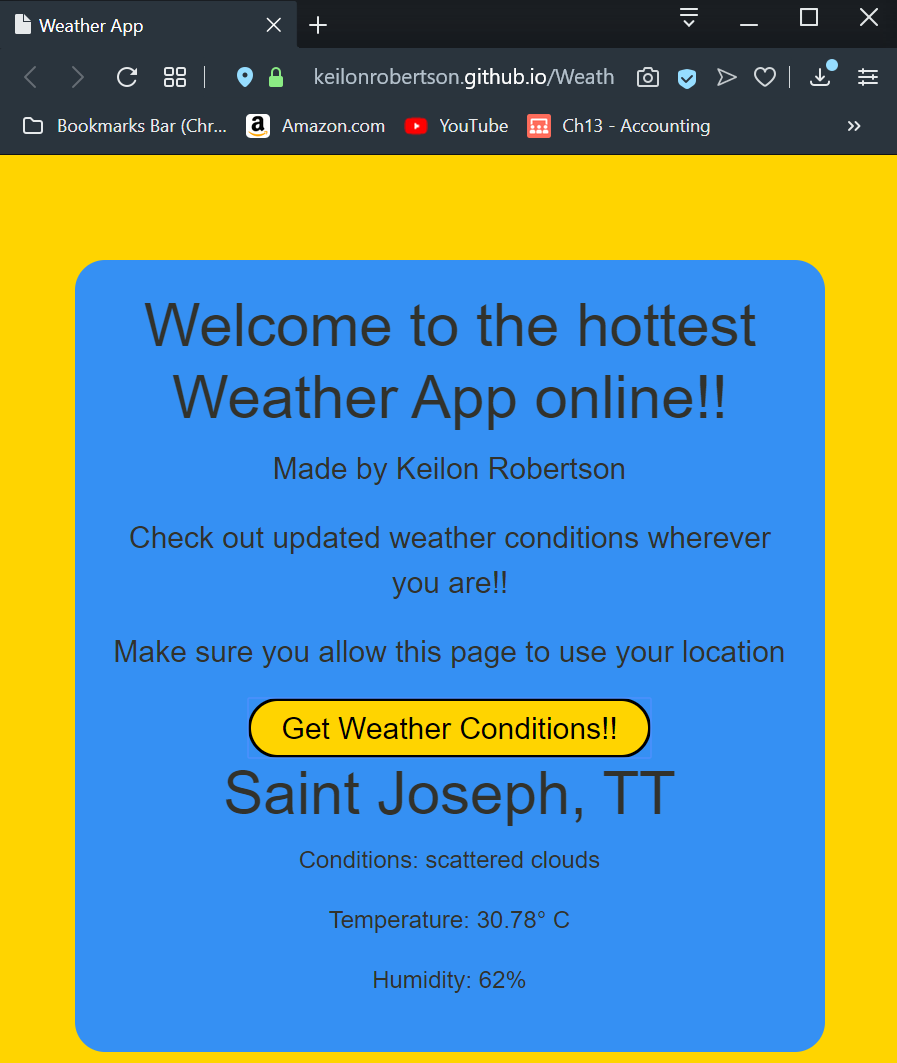 Weather App
keilonrobertson.github.io/Weath
Bookmarks Bar (Chr...
a
Amazon.com
YouTube
Ch13 - Accounting
Welcome to the hottest
Weather App online!!
Made by Keilon Robertson
Check out updated weather conditions wherever
you are!!
Make sure you allow this page to use your location
Get Weather Conditions!!
Saint Joseph, TT
Conditions: scattered clouds
Temperature: 30.78° C
Humidity: 62%